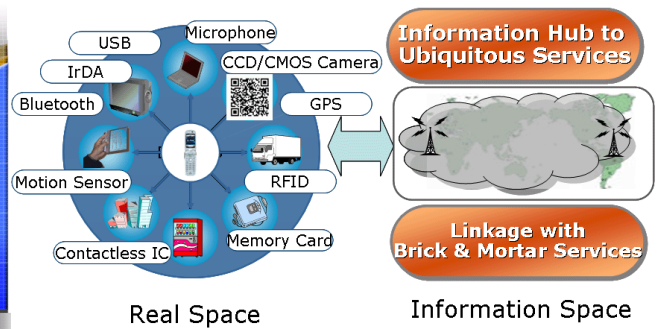 Microphone
USB
CCD/CMOS Camera
IrDA
Bluetooth
GPS
Motion Sensor
RFID
Contactless IC
Memory Card
Real Space
Information Hub to
Ubiquitous Services
Linkage with
Brick & Mortar Services
Information Space